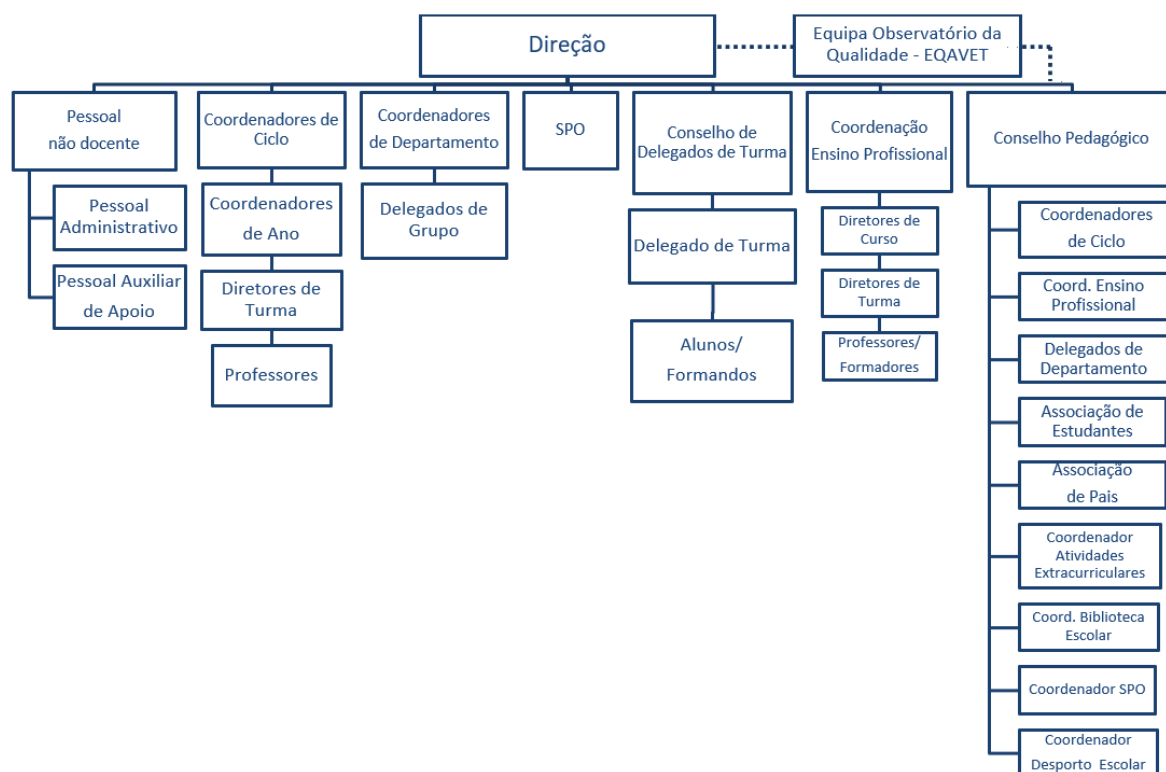 Direção
Equipa Observatório da
Qualidade - EQAVET
Pessoal
não docente
Pessoal
Administrativo
Pessoal Auxiliar
de Apoio
Coordenadores de
Ciclo
Coordenadores
de Ano
Diretores de
Turma
Professores
Coordenadores
de Departamento
Delegados de
Grupo
SPO
Conselho de
Delegados de Turma
Delegado de Turma
Alunos/
Formandos
Coordenação
Ensino Profissional
Diretores de
Curso
Diretores de
Turma
Professores/
Formadores
Conselho Pedagógico
Coordenadores
de Ciclo
Coord. Ensino
Profissional
Delegados de
Departamento
Associação de
Estudantes
Associação
de Pais
Coordenador
Atividades
Extracurriculares
Coord. Biblioteca
Escolar
Coordenador SPO
Coordenador
Desporto Escolar